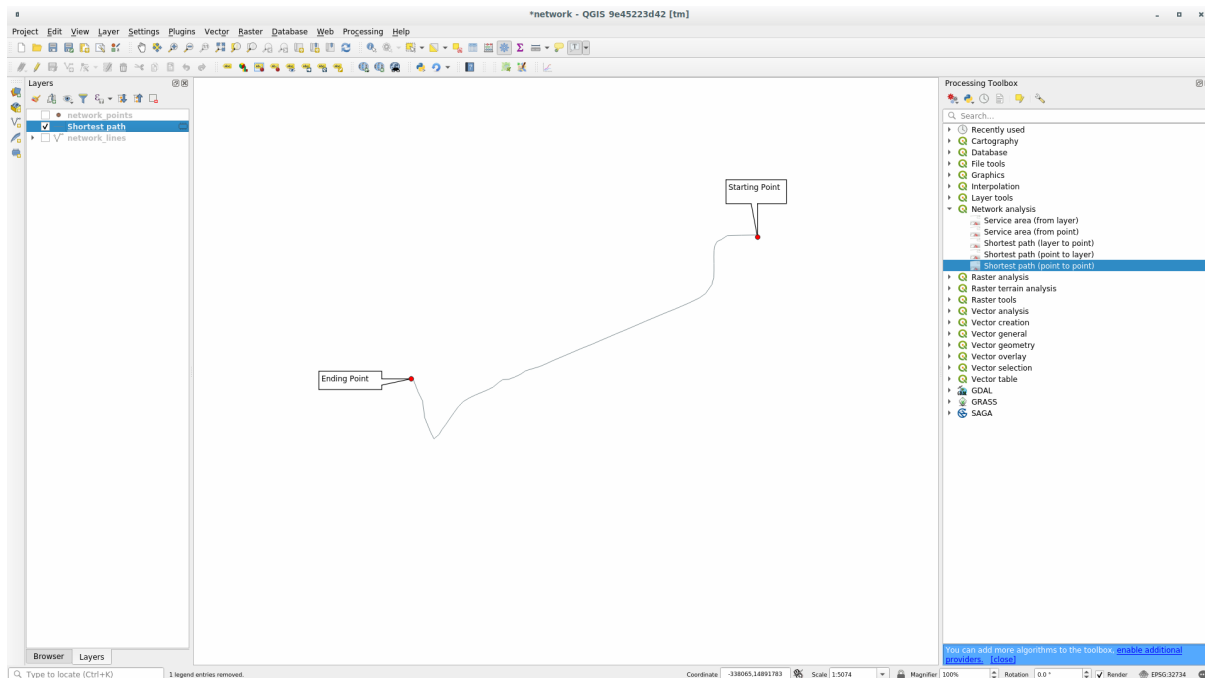 *network - QGIS 9e45223d42 [tm]
Project Edit View Layer Settings Plugins Vector Raster Database Web Processing Help
Layers
network_points
Shortest path
network_lines
Starting Point
Ending Point
Processing Toolbox
Search...
Recently used
Cartography
Database
File tools
Graphics
Interpolation
Layer tools
Network analysis
Service area (from layer)
Service area (from point)
Shortest path (layer to point)
Shortest path (point to layer)
Shortest path (point to point)
Raster analysis
Raster terrain analysis
Raster tools
Vector analysis
Vector creation
Vector general
Vector geometry
Vector overlay
Vector selection
Vector table
GDAL
GRASS
SAGA
You can add more algorithms to the toolbox, enable additional
providers. [close]
Browser Layers
Type to locate (Ctrl+K) 1 legend entries removed. Coordinate -338065,14891783 Scale 1:5074 Magnifier 100% Rotation 0.0 ° Render EPSG:32734